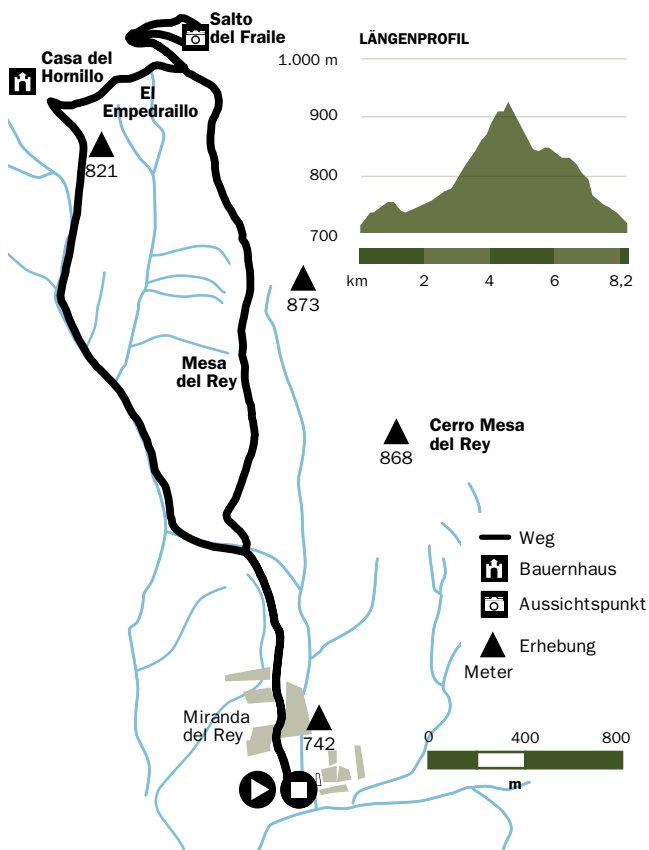 Salto
del Fraile
Casa del
Hornillo
El
Empedraillo
821
873
Mesa
del Rey
Cerro Mesa
del Rey
868
Miranda
del Rey
742
LÄNGENPROFIL
1.000 m
900
800
700
km 2 4 6 8,2
Weg
Bauernhaus
Aussichtspunkt
Erhebung
Meter
0 400 800
m